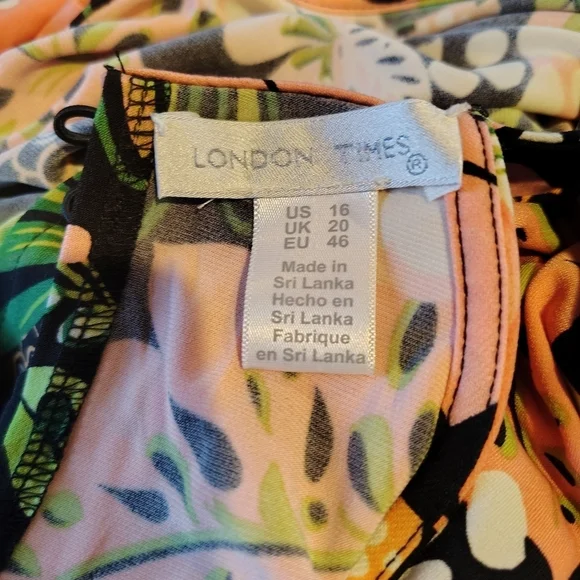 LONDON TIMES®
US 16
UK 20
EU 46
Made in
Sri Lanka
Hecho en
Sri Lanka
Fabrique
en Sri Lanka